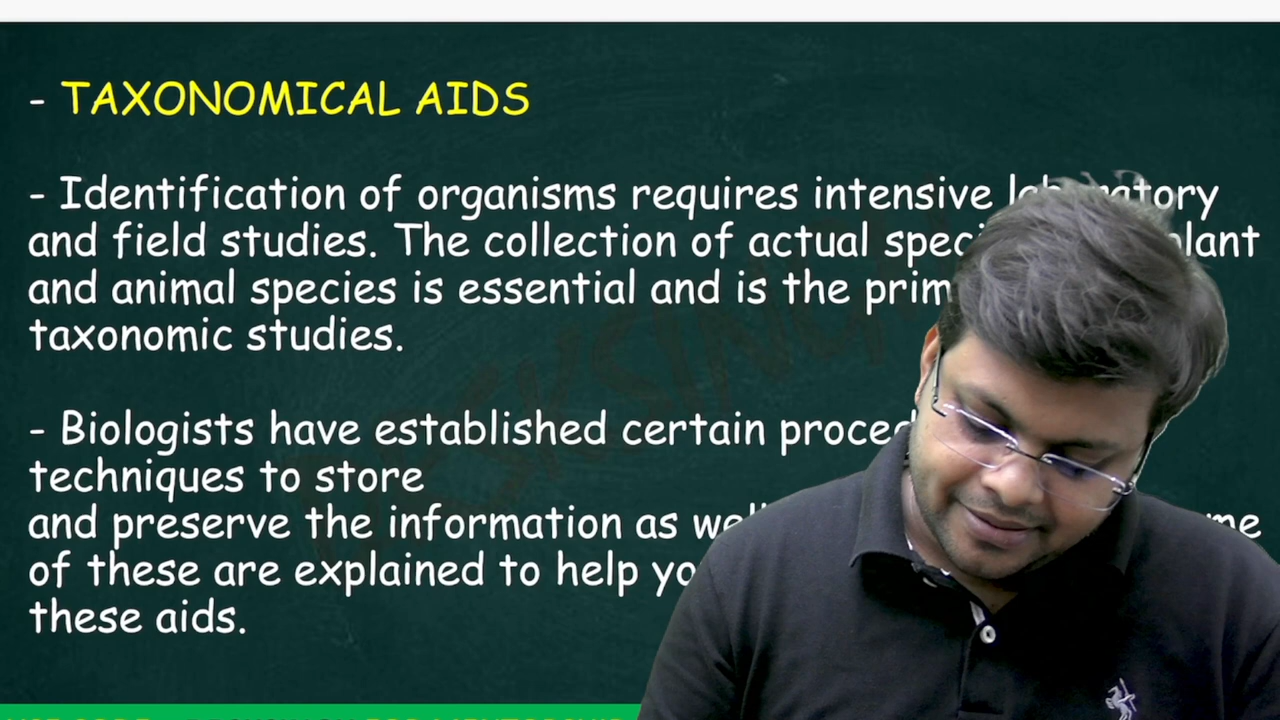 - TAXONOMICAL AIDS
- Identification of organisms requires intensive
and field studies. The collection of actual plant
and animal species is essential and is the
taxonomic studies.
- Biologists have established certain
techniques to store
and preserve the information as
of these are explained to help
these aids.